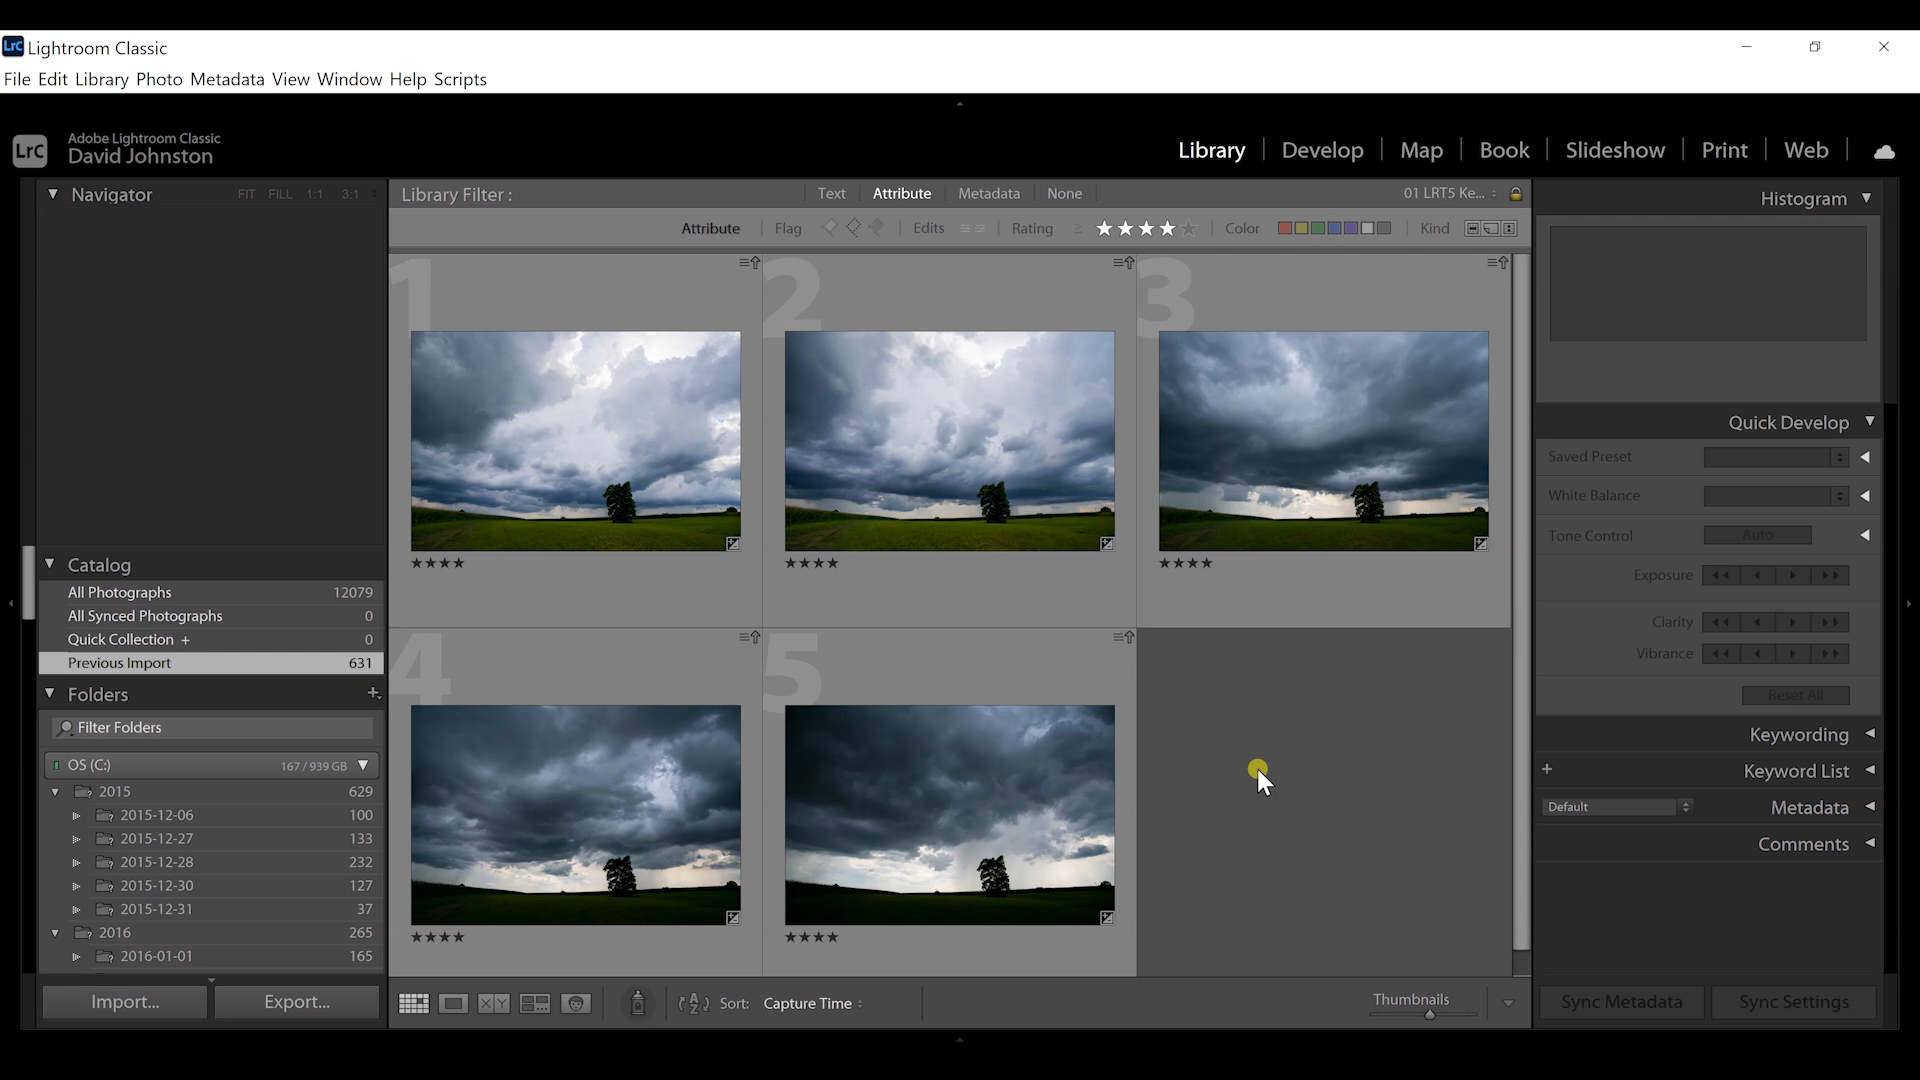 LrC Lightroom Classic
File Edit Library Photo Metadata View Window Help Scripts
LrC
Adobe Lightroom Classic
David Johnston
Library | Develop | Map | Book | Slideshow | Print | Web
Navigator FIT FILL 1:1 3:1
Catalog
All Photographs 12079
All Synced Photographs 0
Quick Collection + 0
Previous Import 631
Folders +
Filter Folders
OS (C:) 167 / 939 GB
2015 629
2015-12-06 100
2015-12-27 133
2015-12-28 232
2015-12-30 127
2015-12-31 37
2016 265
2016-01-01 165
Import... Export...
Library Filter : Text Attribute Metadata None 01 LRT5 Ke...
Attribute Flag Edits Rating ≥ ★★★★★ Color Kind
1 2 3
★★★★ ★★★★ ★★★★
4 5
★★★★ ★★★★
XY Sort: Capture Time Thumbnails
Histogram
Quick Develop
Saved Preset
White Balance
Tone Control Auto
Exposure
Clarity
Vibrance
Reset All
Keywording
+ Keyword List
Default Metadata
Comments
Sync Metadata Sync Settings